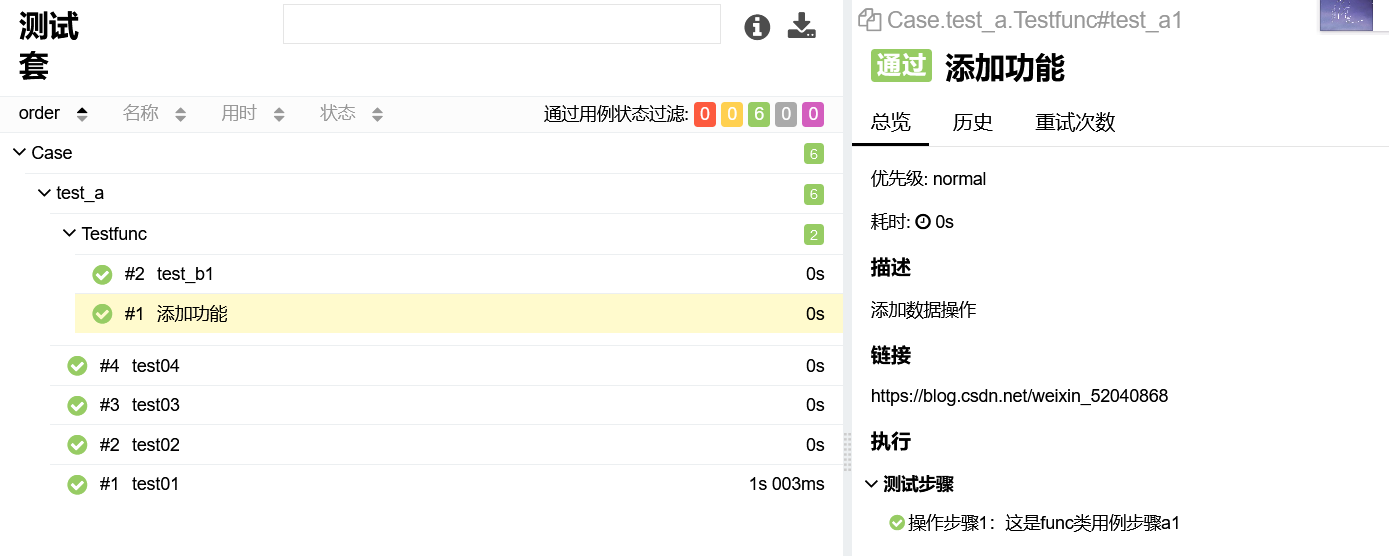 测试
套
order 名称 用时 状态 通过用例状态过滤: 0 0 6 0 0
Case 6
test_a 6
Testfunc 2
#2 test_b1 0s
#1 添加功能 0s
#4 test04 0s
#3 test03 0s
#2 test02 0s
#1 test01 1s 003ms
Case.test_a.Testfunc#test_a1
通过 添加功能
总览 历史 重试次数
优先级: normal
耗时: 0s
描述
添加数据操作
链接
https://blog.csdn.net/weixin_52040868
执行
测试步骤
操作步骤1：这是func类用例步骤a1